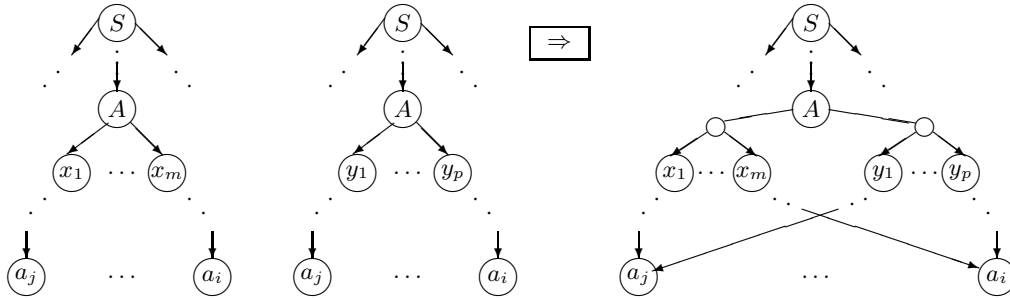 S S ⇒ S
A A A
x₁ ⋯ xₘ y₁ ⋯ yₚ x₁ ⋯ xₘ y₁ ⋯ yₚ
aⱼ ⋯ aᵢ aⱼ ⋯ aᵢ aⱼ ⋯ aᵢ